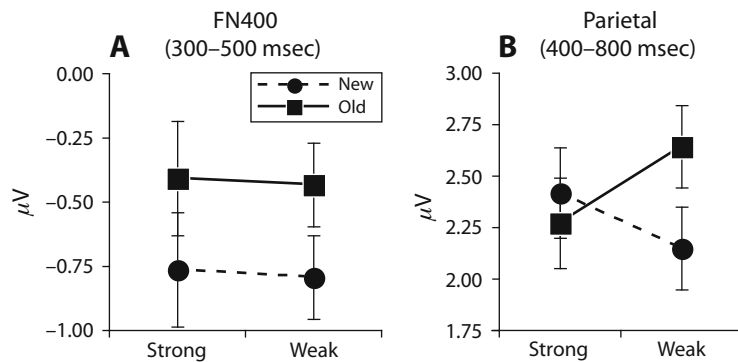 FN400
(300–500 msec)
A
0.00
–0.25
–0.50
–0.75
–1.00
μV
New
Old
Strong
Weak
Parietal
(400–800 msec)
B
3.00
2.75
2.50
2.25
2.00
1.75
μV
Strong
Weak